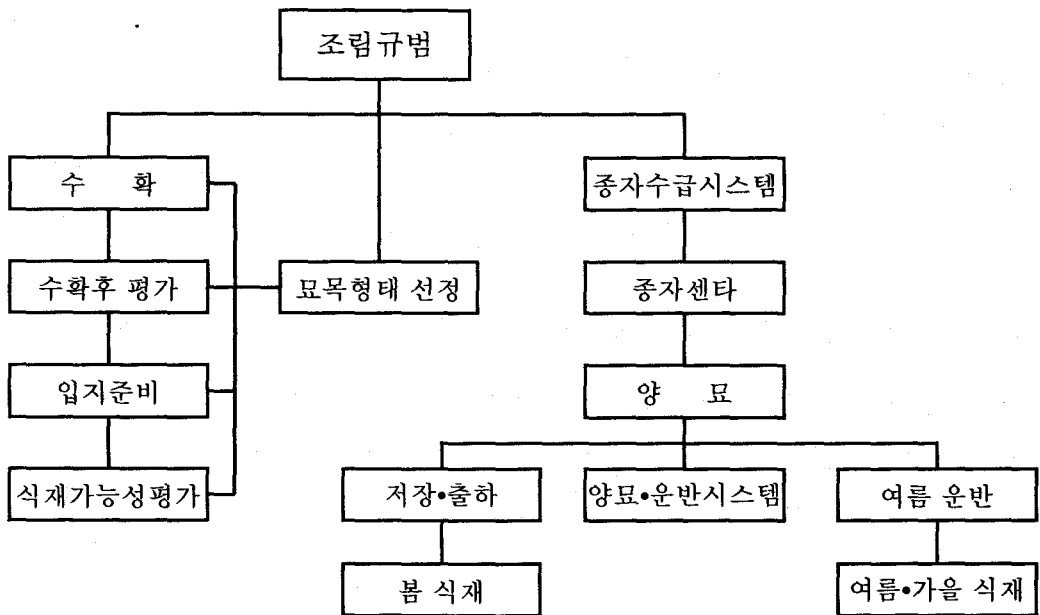 조림규범
수 확
종자수급시스템
수확후 평가
묘목형태 선정
종자센타
입지준비
양 묘
식재가능성평가
저장•출하
양묘•운반시스템
여름 운반
봄 식재
여름•가을 식재